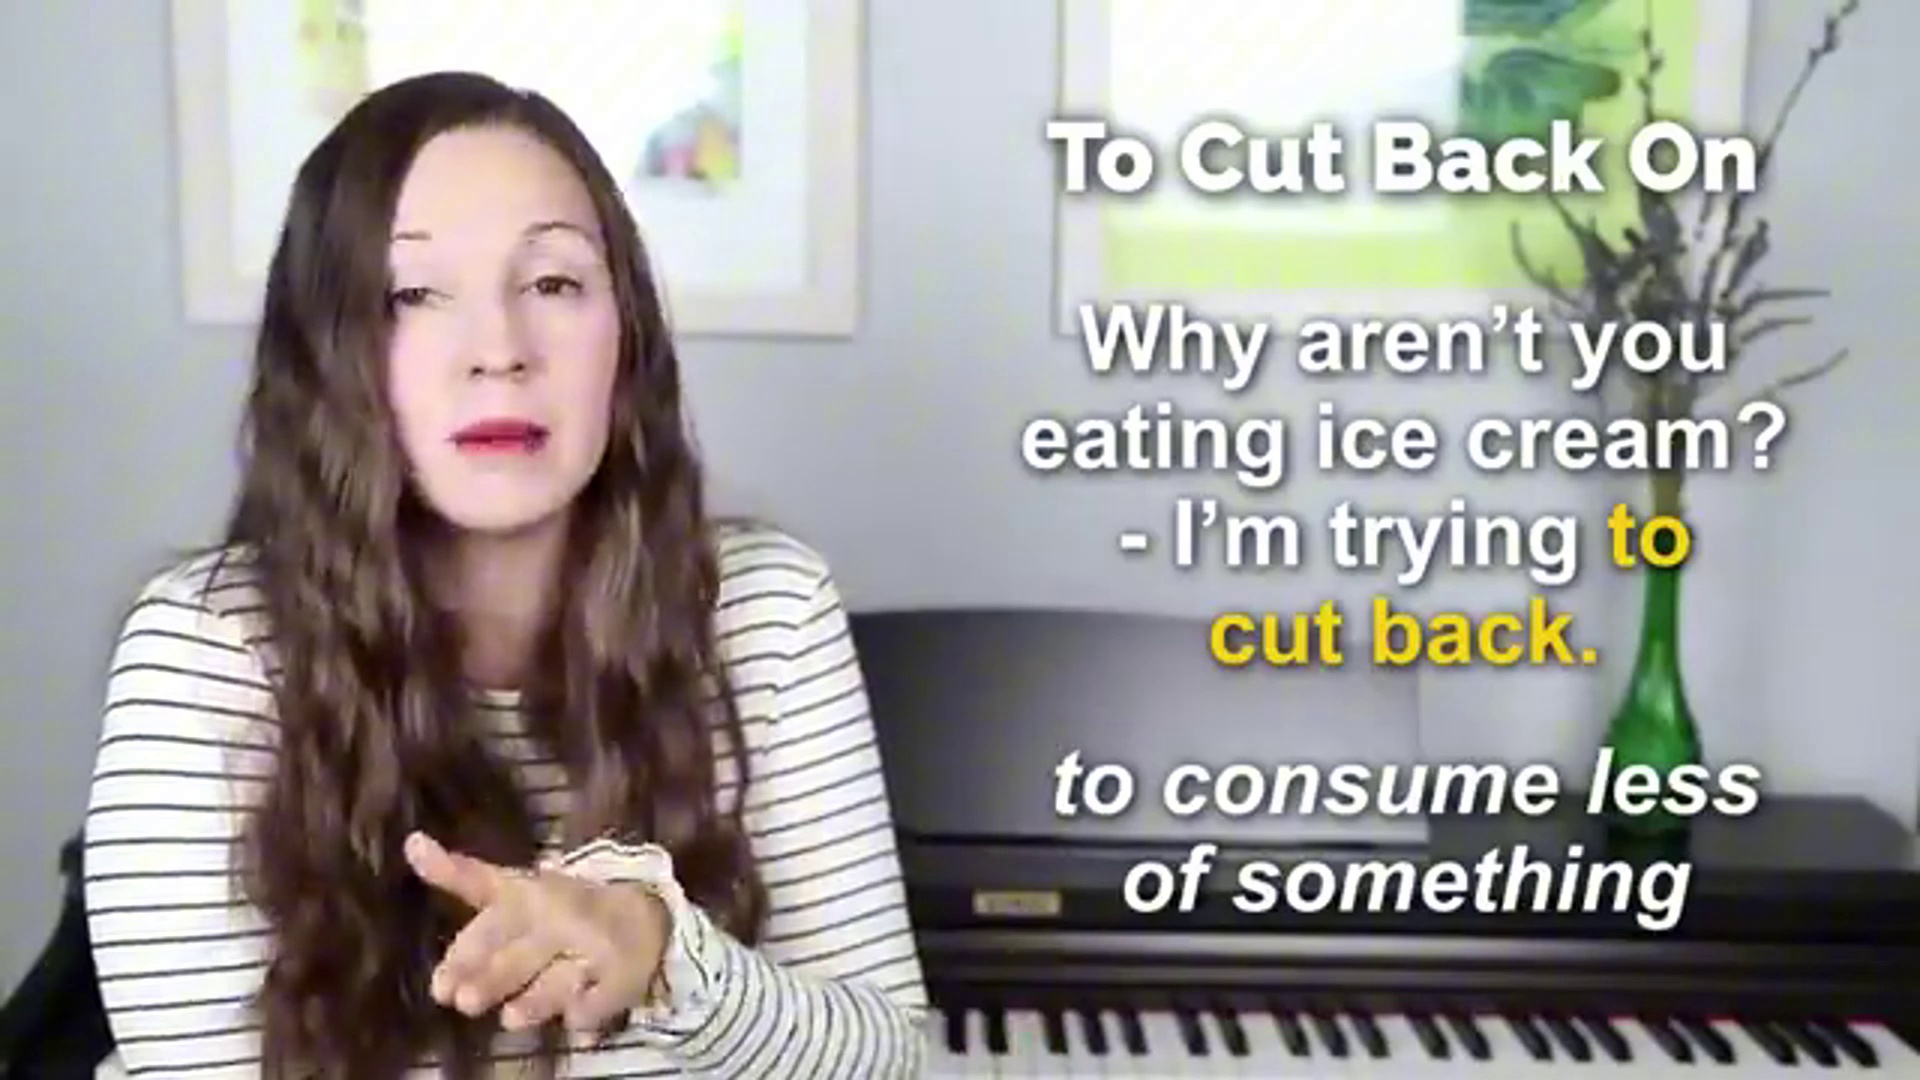 To Cut Back On
Why aren’t you
eating ice cream?
- I’m trying to
cut back.
to consume less
of something